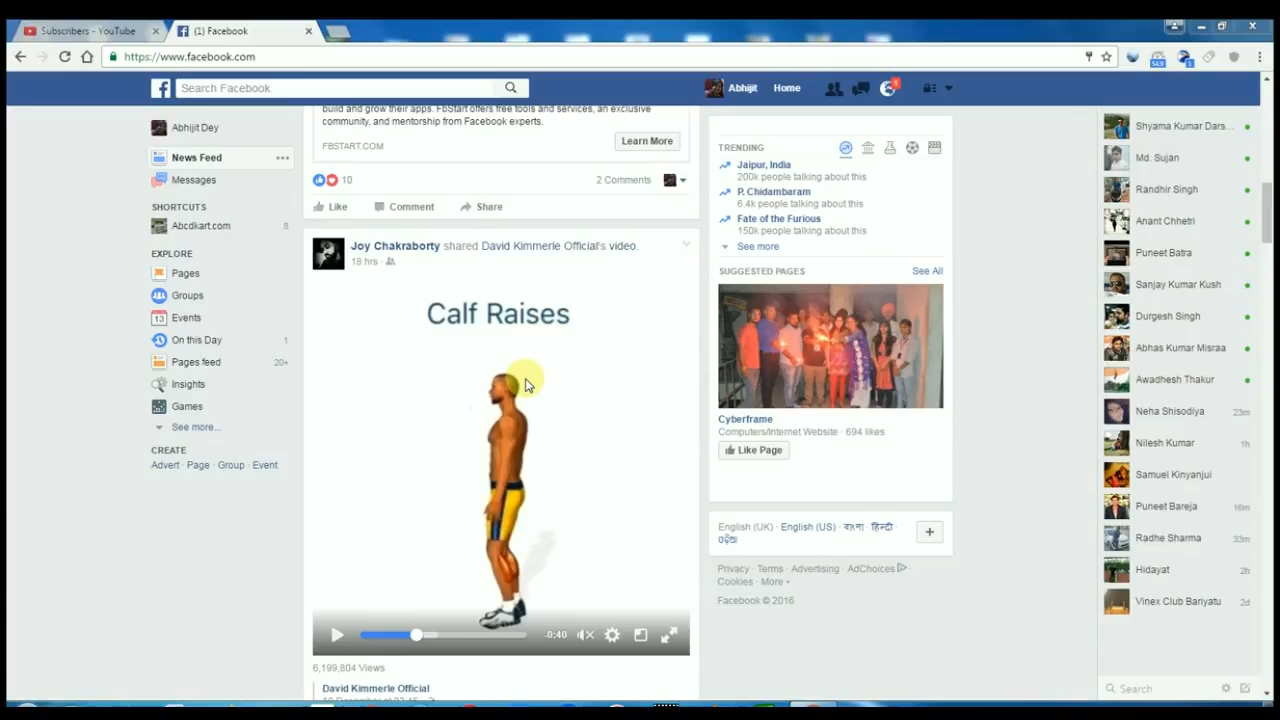 Subscribers - YouTube
(1) Facebook
https://www.facebook.com
549
1
Search Facebook
Abhijit
Home
Abhijit Dey
News Feed
Messages
SHORTCUTS
Abcdkart.com 8
EXPLORE
Pages
Groups
13 Events
On this Day 1
Pages feed 20+
Insights
Games
See more...
CREATE
Advert · Page · Group · Event
build and grow their apps. FbStart offers free tools and services, an exclusive
community, and mentorship from Facebook experts.
FBSTART.COM
Learn More
10
2 Comments
Like Comment Share
Joy Chakraborty shared David Kimmerle Official's video.
18 hrs ·
Calf Raises
-0:40
6,199,804 Views
David Kimmerle Official
TRENDING
Jaipur, India
200k people talking about this
P. Chidambaram
6.4k people talking about this
Fate of the Furious
150k people talking about this
See more
SUGGESTED PAGES See All
Cyberframe
Computers/Internet Website · 694 likes
Like Page
English (UK) · English (US) · বাংলা · हिन्दी ·
ଓଡ଼ିଆ
Privacy · Terms · Advertising · AdChoices ·
Cookies · More
Facebook © 2016
Shyama Kumar Dars...
Md. Sujan
Randhir Singh
Anant Chhetri
Puneet Batra
Sanjay Kumar Kush
Durgesh Singh
Abhas Kumar Misraa
Awadhesh Thakur
Neha Shisodiya 23m
Nilesh Kumar 1h
Samuel Kinyanjui
Puneet Bareja 16m
Radhe Sharma 33m
Hidayat 2h
Vinex Club Bariyatu 2d
Search